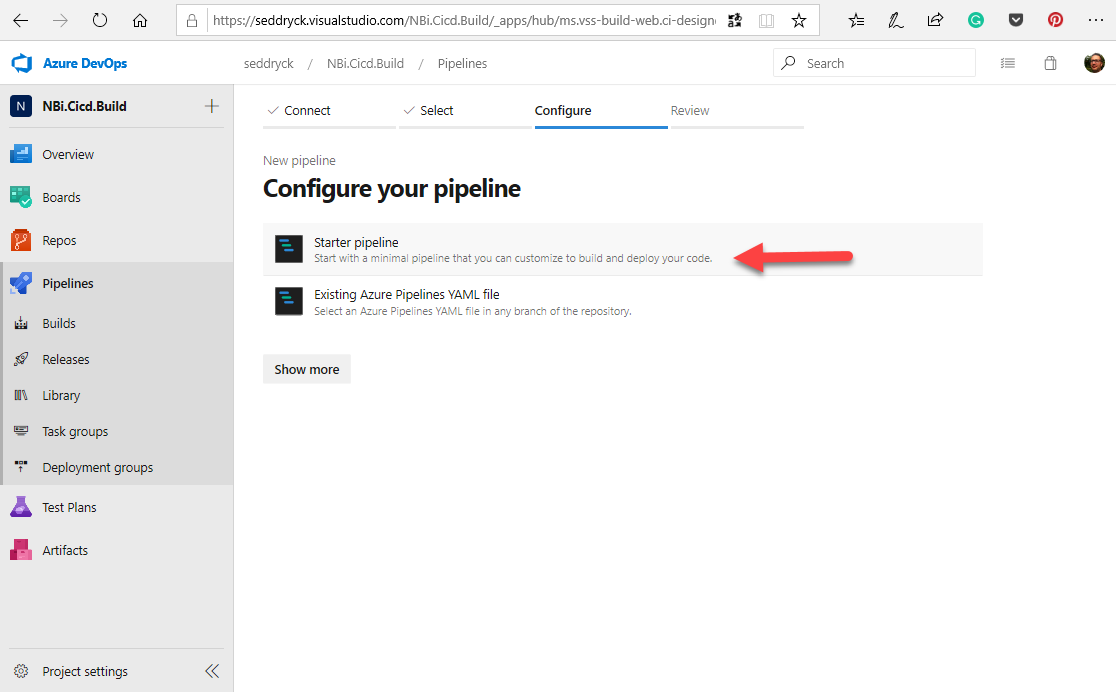 https://seddryck.visualstudio.com/NBi.Cicd.Build/_apps/hub/ms.vss-build-web.ci-designe
Azure DevOps
seddryck / NBi.Cicd.Build / Pipelines
Search
N NBi.Cicd.Build
Overview
Boards
Repos
Pipelines
Builds
Releases
Library
Task groups
Deployment groups
Test Plans
Artifacts
Project settings
Connect
Select
Configure
Review
New pipeline
Configure your pipeline
Starter pipeline
Start with a minimal pipeline that you can customize to build and deploy your code.
Existing Azure Pipelines YAML file
Select an Azure Pipelines YAML file in any branch of the repository.
Show more